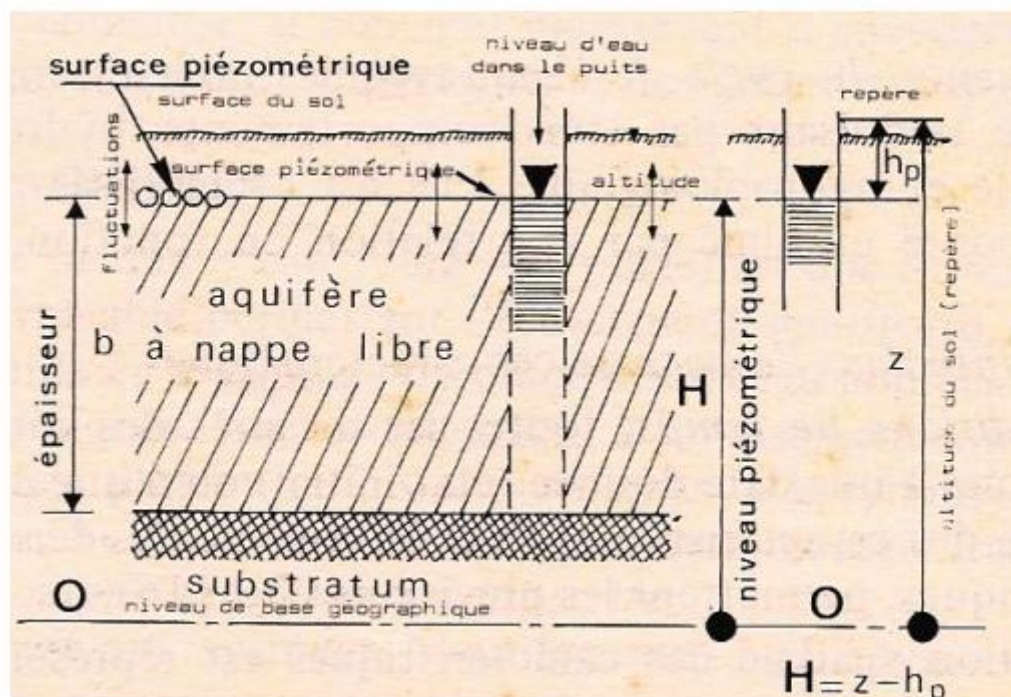 niveau d'eau
dans le puits
surface piézométrique
surface du sol
repère
fluctuations
surface piézométrique
altitude
hp
épaisseur
b
aquifère
à nappe libre
H
niveau piézométrique
z
altitude du sol (repère)
substratum
O
niveau de base géographique
O
H = z - hp